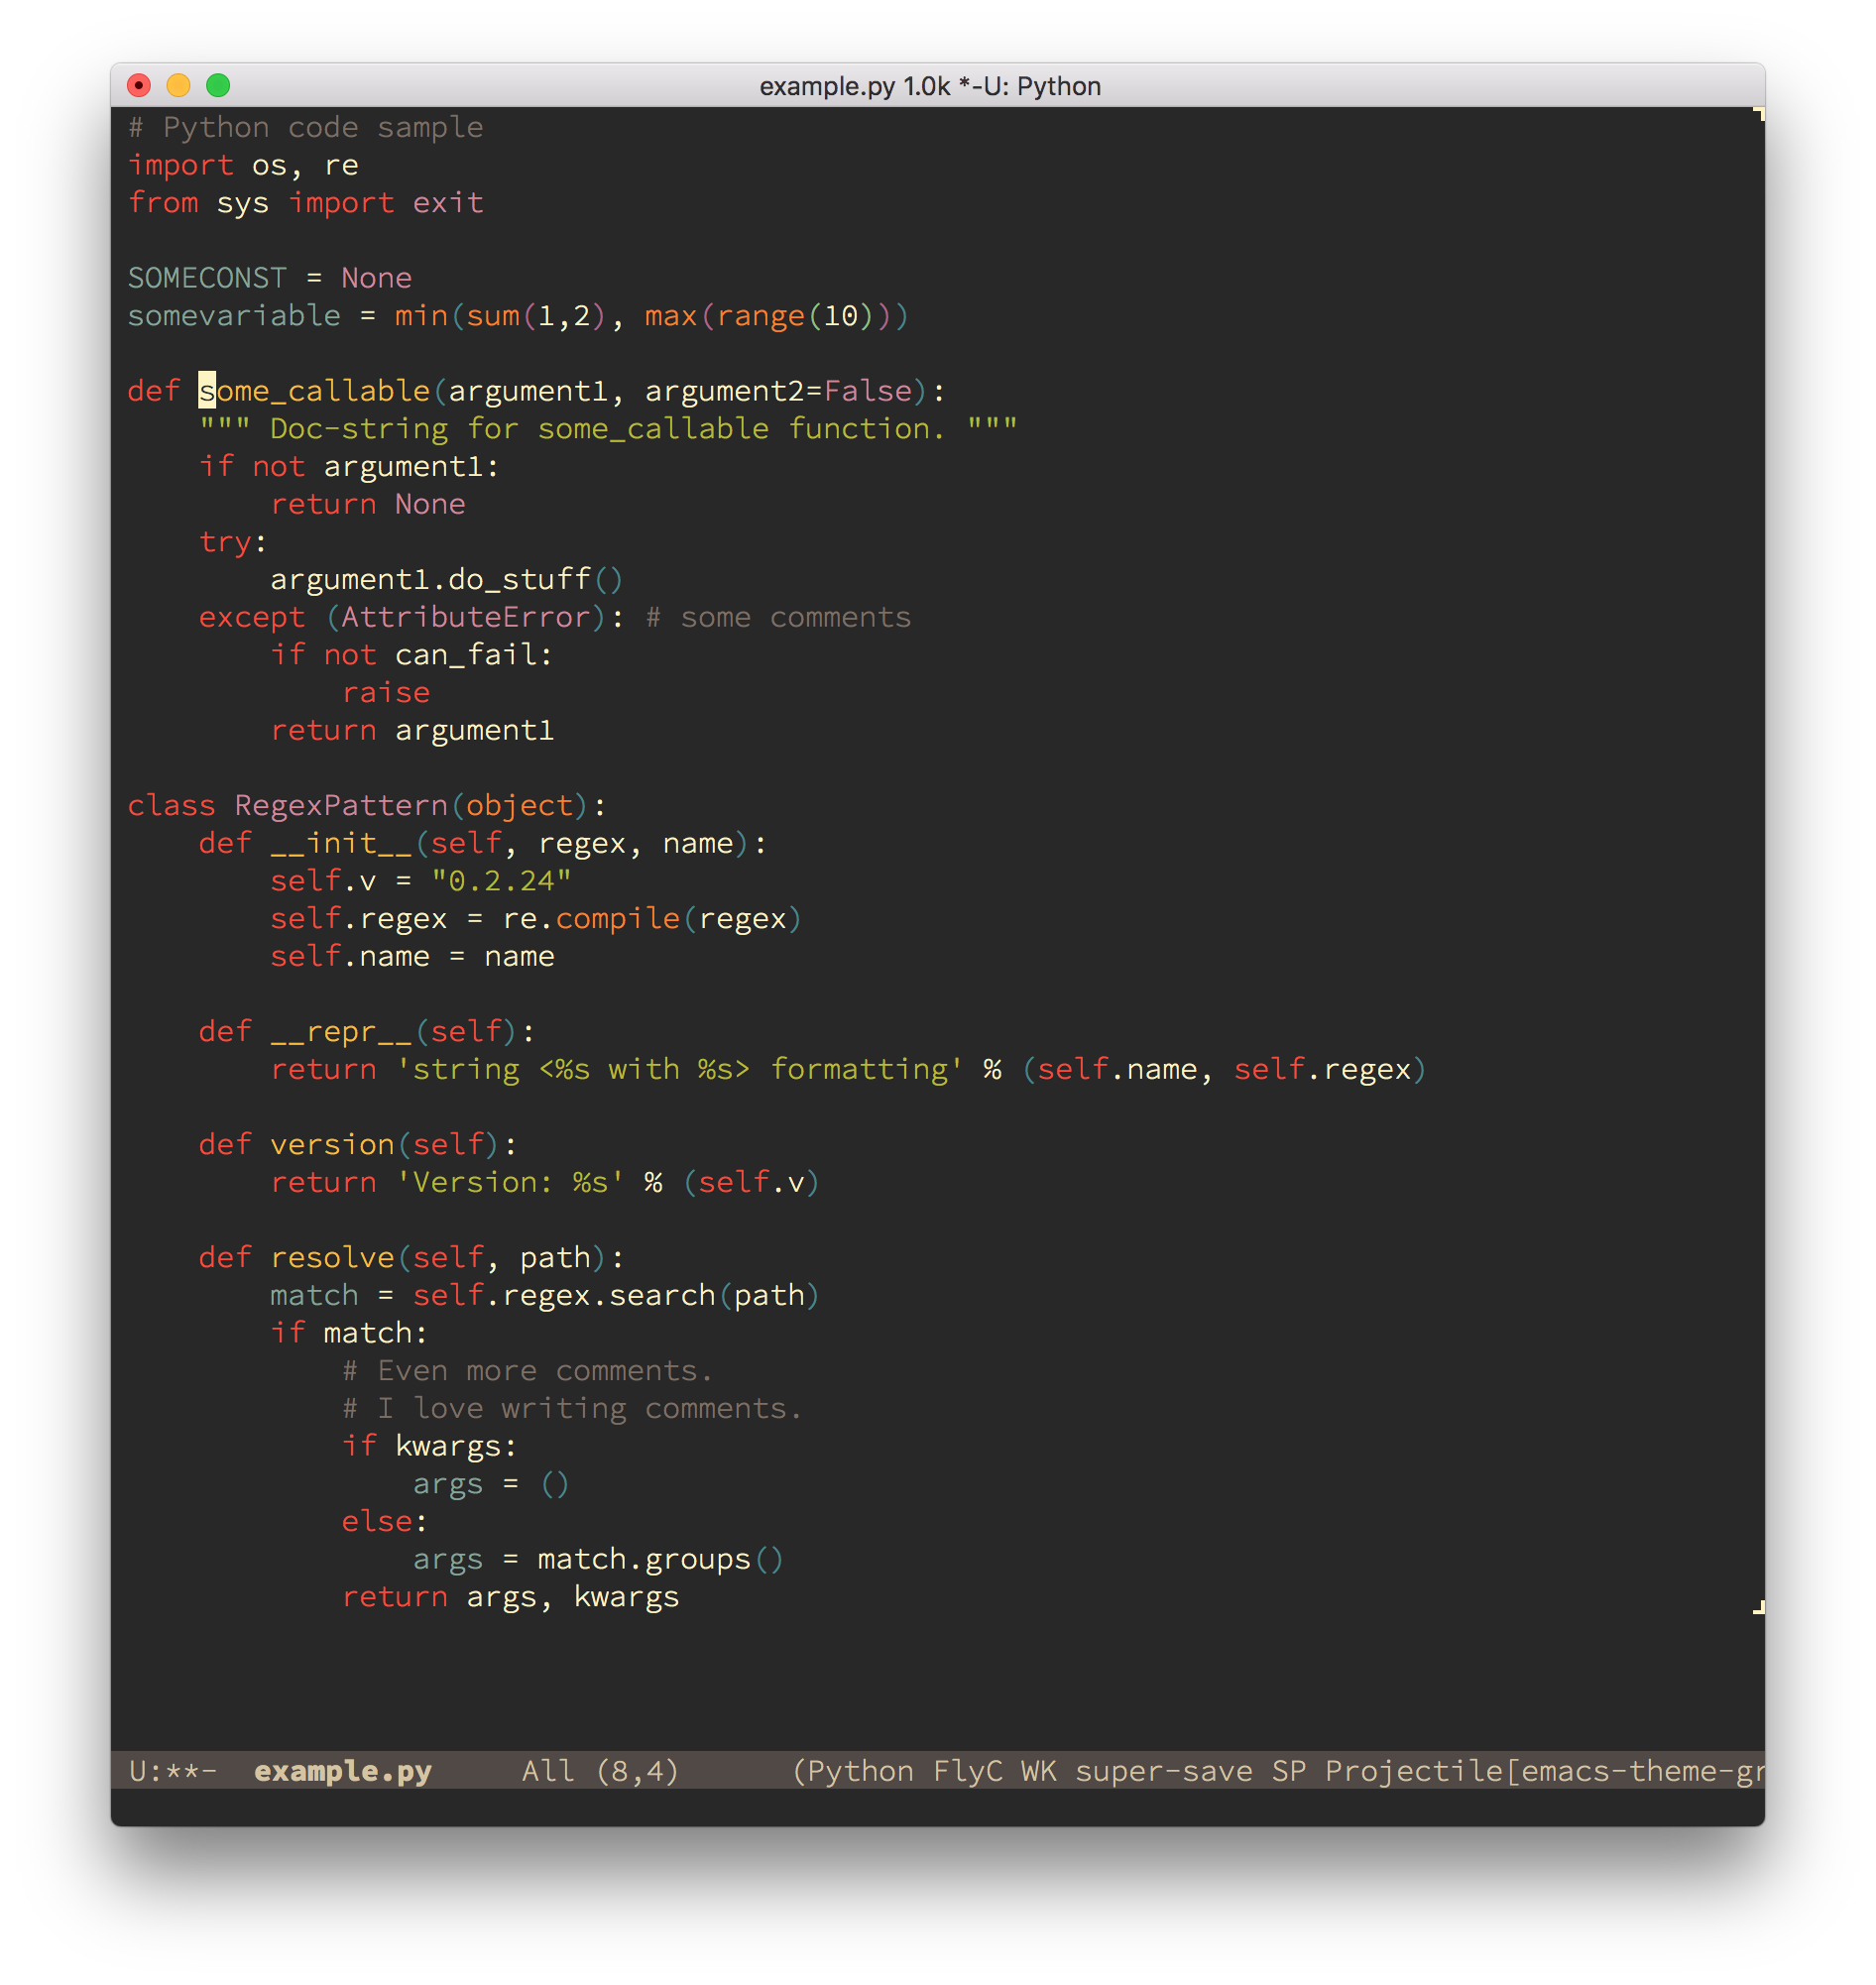 example.py 1.0k *-U: Python
# Python code sample
import os, re
from sys import exit

SOMECONST = None
somevariable = min(sum(1,2), max(range(10)))

def some_callable(argument1, argument2=False):
    """ Doc-string for some_callable function. """
    if not argument1:
        return None
    try:
        argument1.do_stuff()
    except (AttributeError): # some comments
        if not can_fail:
            raise
        return argument1

class RegexPattern(object):
    def __init__(self, regex, name):
        self.v = "0.2.24"
        self.regex = re.compile(regex)
        self.name = name

    def __repr__(self):
        return 'string <%s with %s> formatting' % (self.name, self.regex)

    def version(self):
        return 'Version: %s' % (self.v)

    def resolve(self, path):
        match = self.regex.search(path)
        if match:
            # Even more comments.
            # I love writing comments.
            if kwargs:
                args = ()
            else:
                args = match.groups()
            return args, kwargs

U:**-  example.py     All (8,4)      (Python FlyC WK super-save SP Projectile[emacs-theme-gr